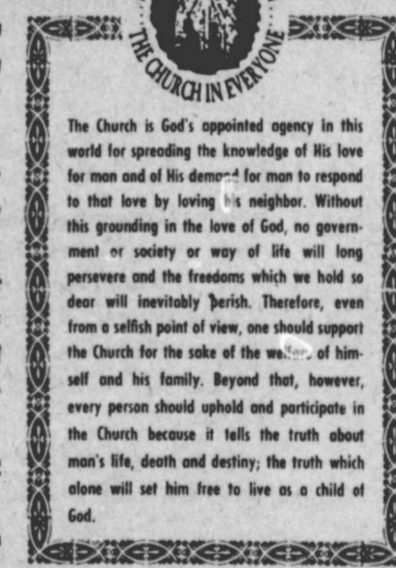 THE CHURCH IN EVERYONE
The Church is God's appointed agency in this
world for spreading the knowledge of His love
for man and of His demand for man to respond
to that love by loving his neighbor. Without
this grounding in the love of God, no govern-
ment or society or way of life will long
persevere and the freedoms which we hold so
dear will inevitably perish. Therefore, even
from a selfish point of view, one should support
the Church for the sake of the welfare of him-
self and his family. Beyond that, however,
every person should uphold and participate in
the Church because it tells the truth about
man's life, death and destiny; the truth which
alone will set him free to live as a child of
God.